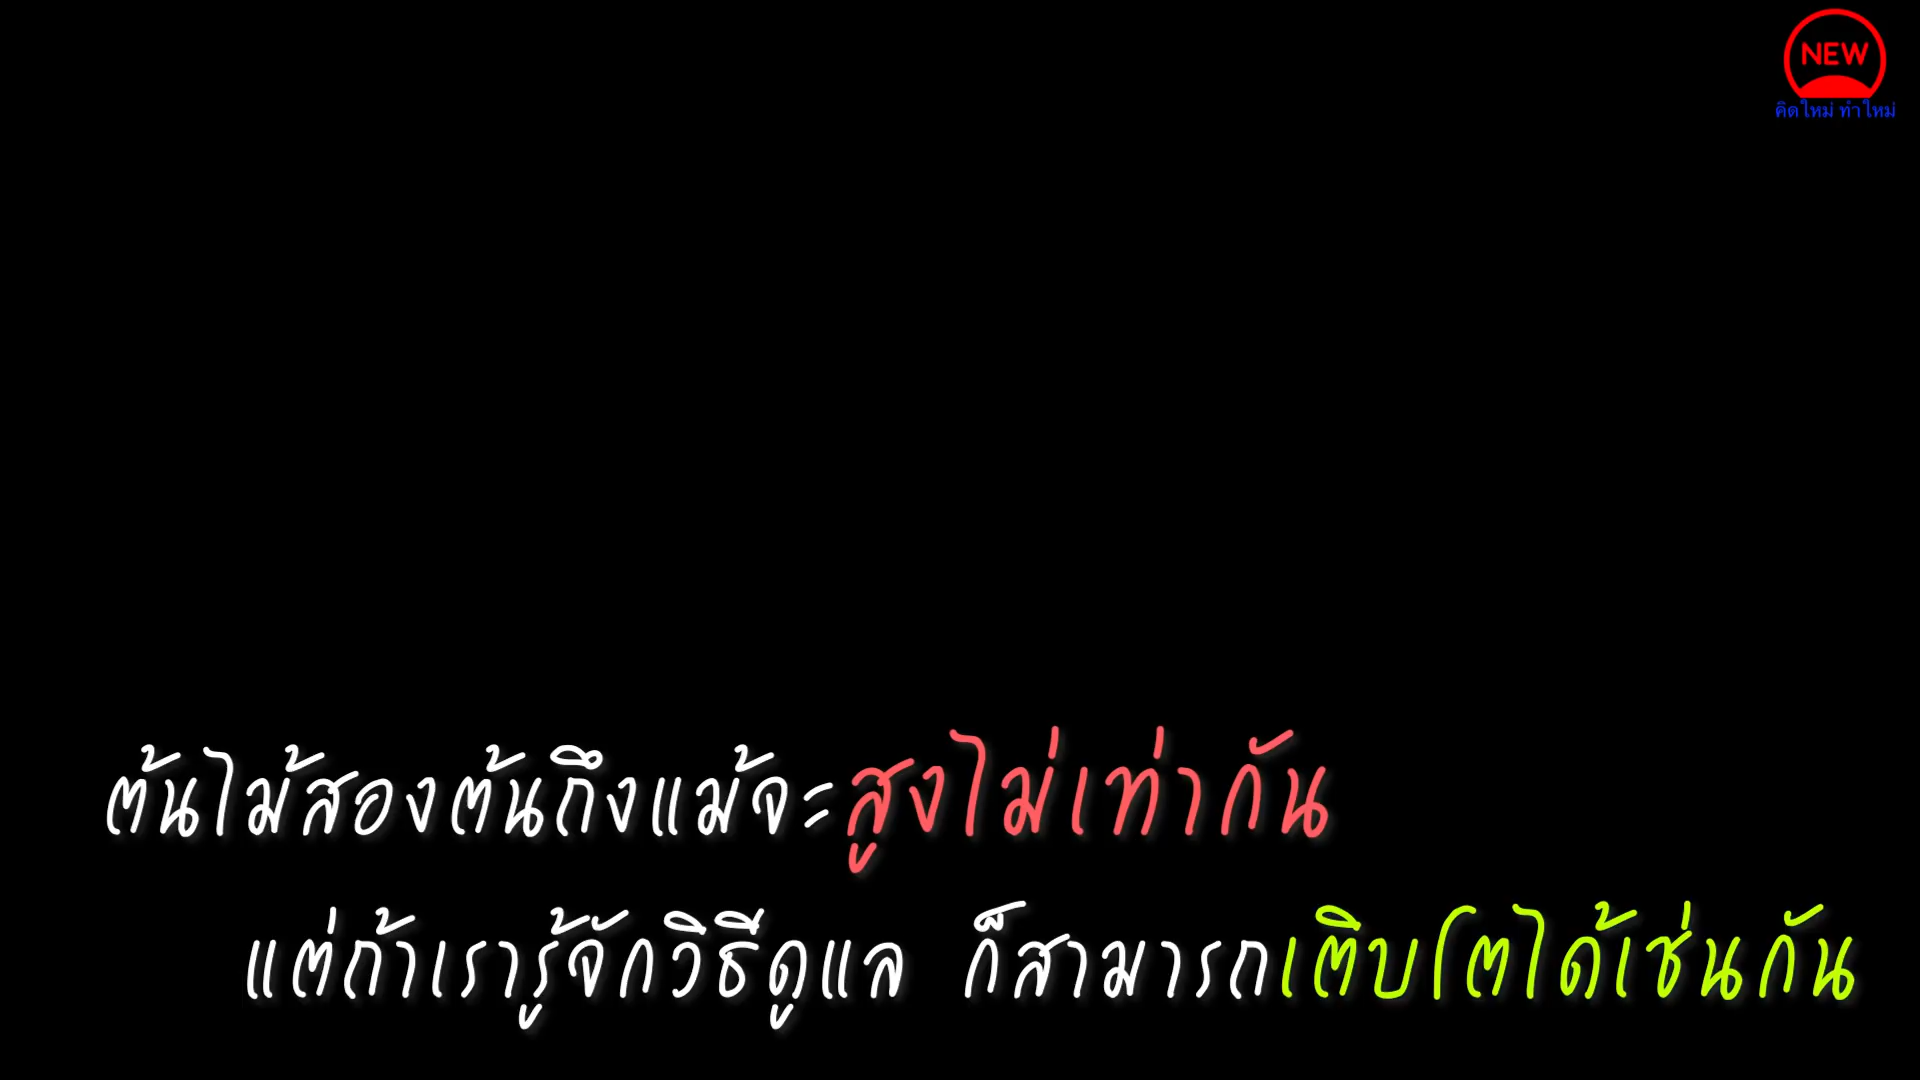 NEW
คิดใหม่ ทำใหม่
ต้นไม้สองต้นถึงแม้จะสูงไม่เท่ากัน
แต่ถ้าเรารู้จักวิธีดูแล ก็สามารถเติบโตได้เช่นกัน